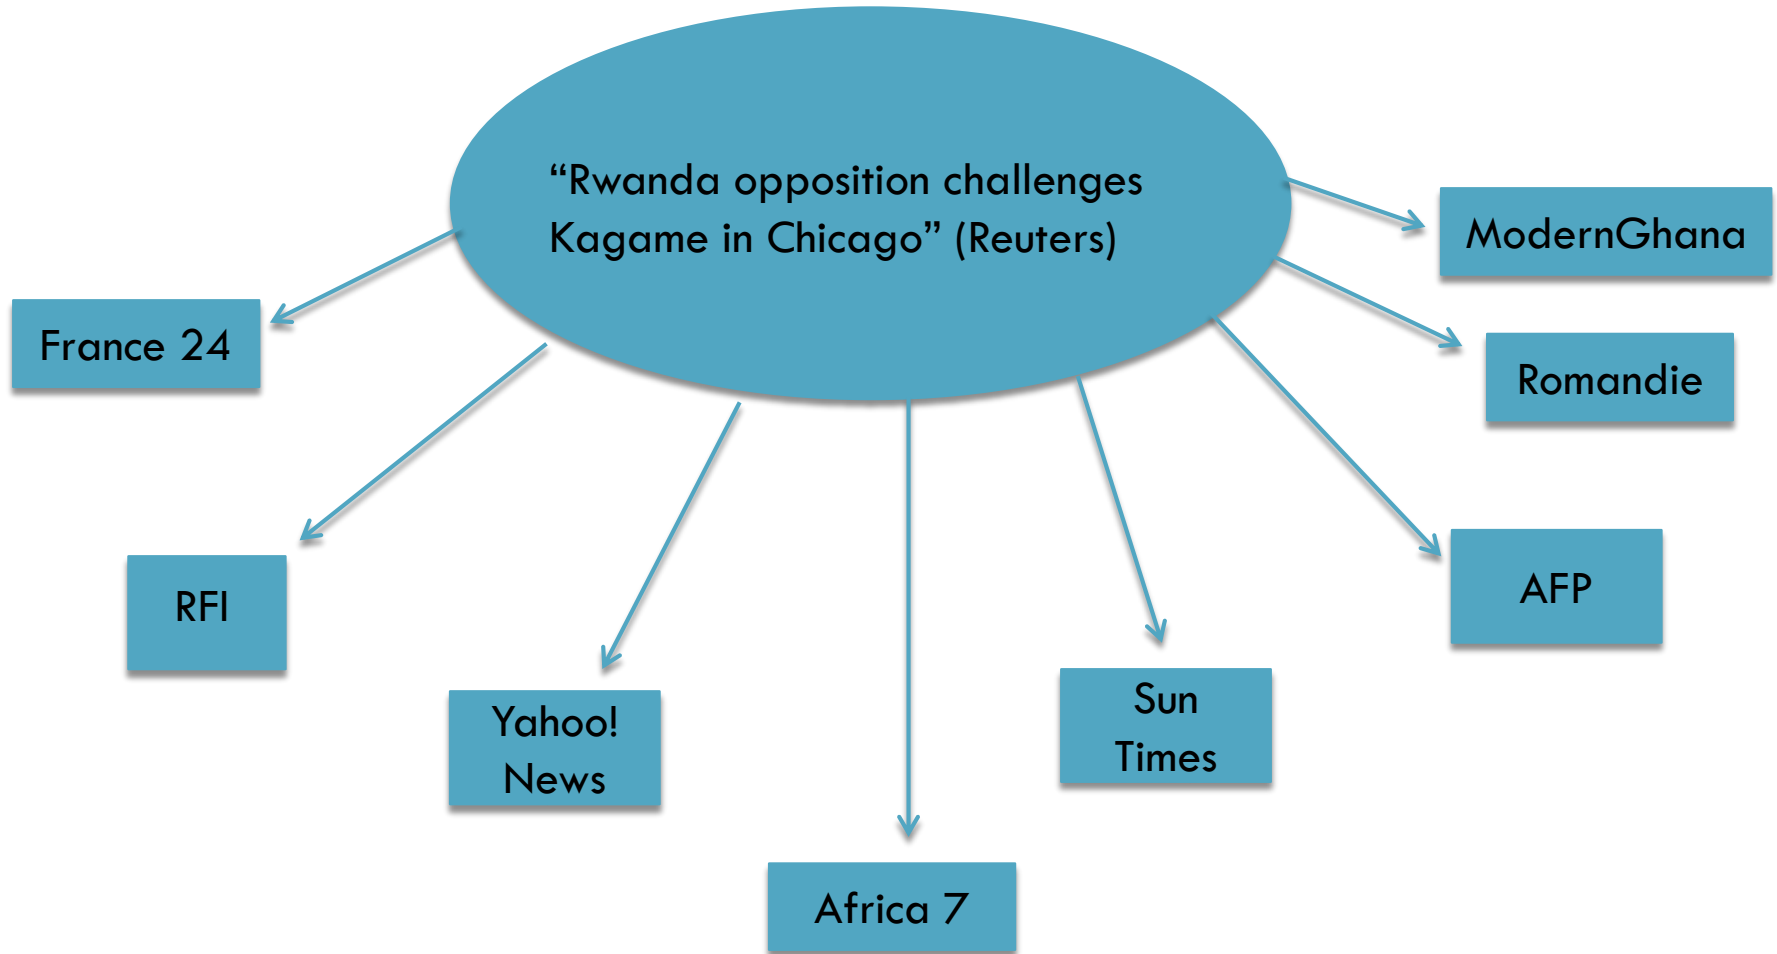 “Rwanda opposition challenges
Kagame in Chicago” (Reuters)
ModernGhana
France 24
Romandie
RFI
AFP
Yahoo!
News
Sun
Times
Africa 7